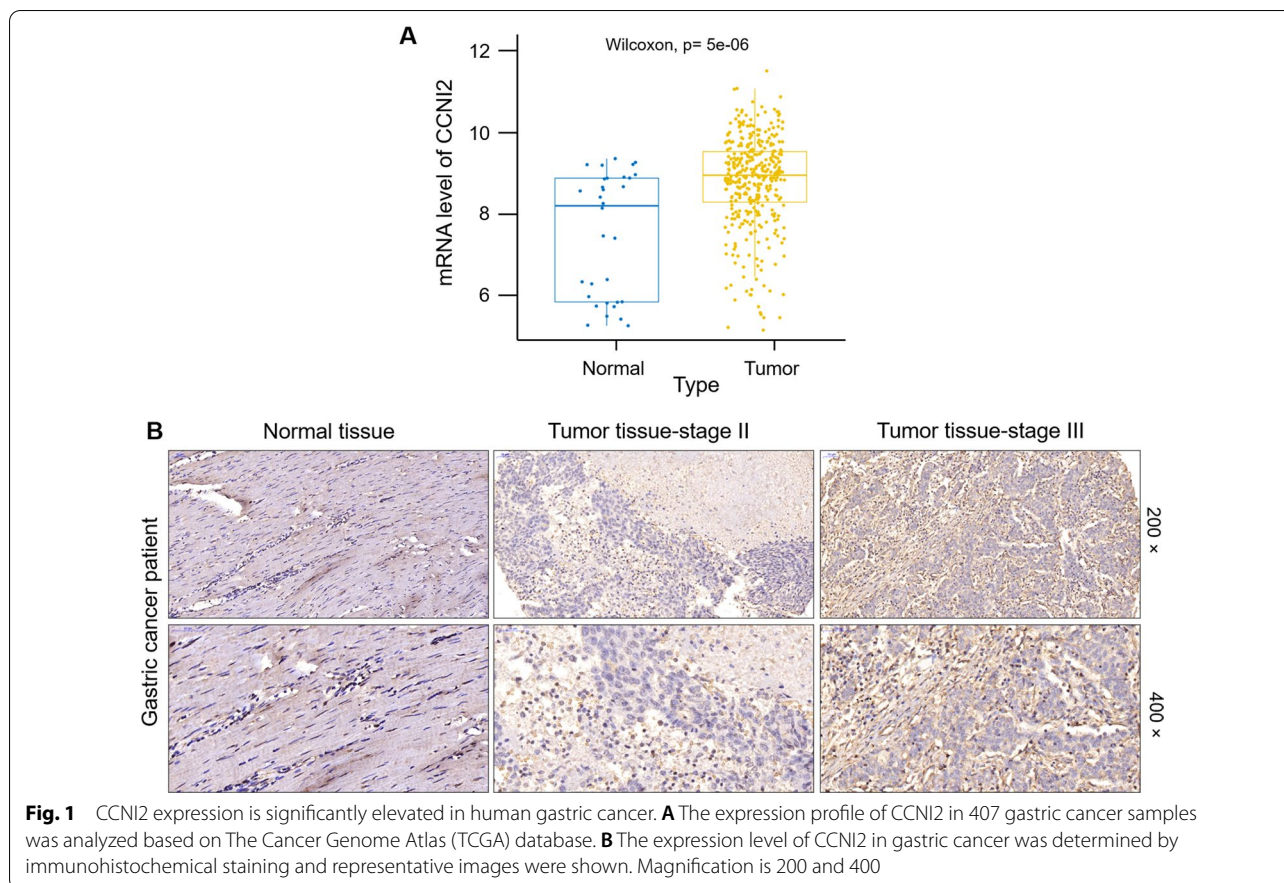 A
Wilcoxon, p= 5e-06
mRNA level of CCNI2
12
10
8
6
Normal
Tumor
Type
B
Normal tissue
Tumor tissue-stage II
Tumor tissue-stage III
Gastric cancer patient
200 ×
400 ×
Fig. 1 CCNI2 expression is significantly elevated in human gastric cancer. A The expression profile of CCNI2 in 407 gastric cancer samples
was analyzed based on The Cancer Genome Atlas (TCGA) database. B The expression level of CCNI2 in gastric cancer was determined by
immunohistochemical staining and representative images were shown. Magnification is 200 and 400